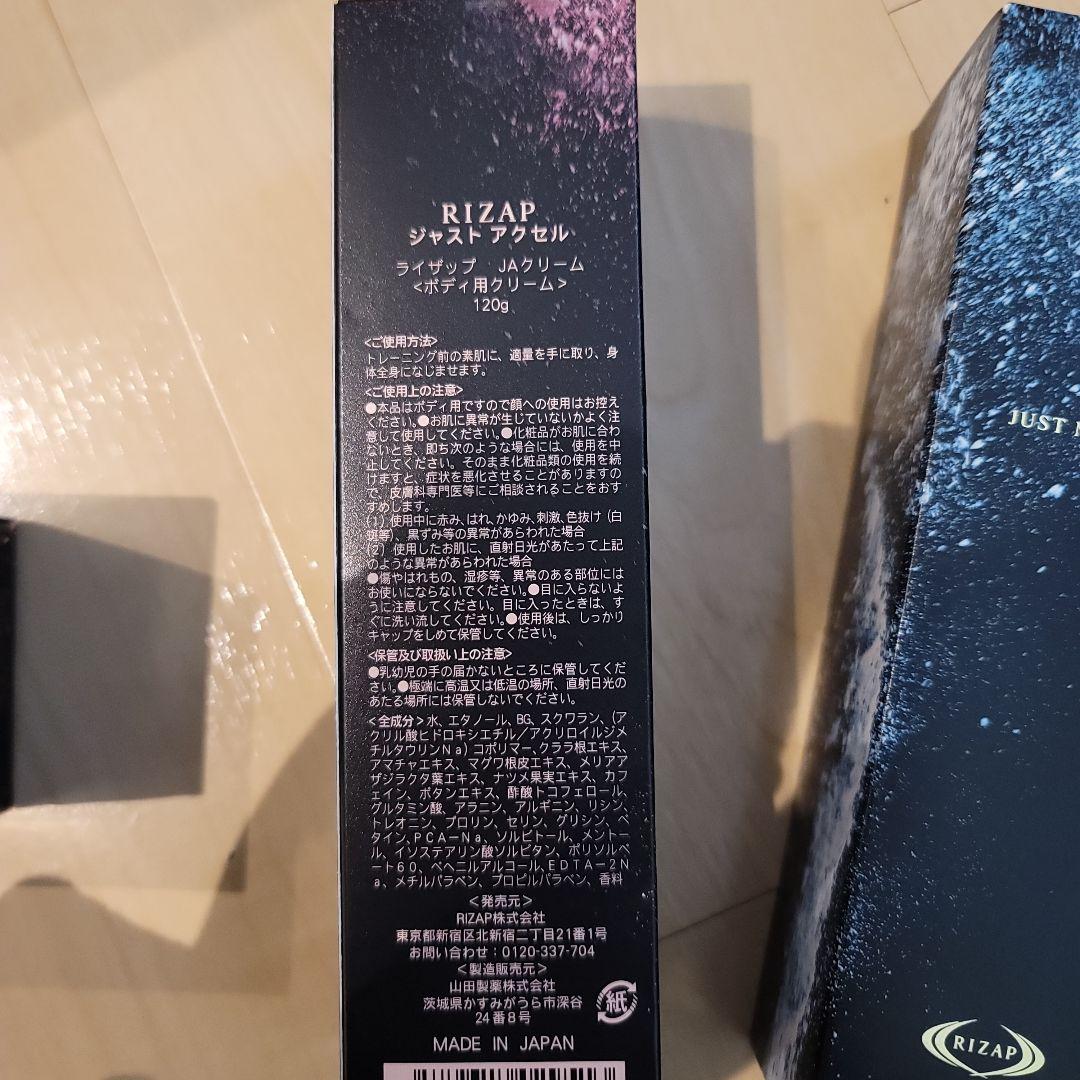 RIZAP
ジャスト アクセル
ライザップ JAクリーム
<ボディ用クリーム>
120g
<ご使用方法>
トレーニング前の素肌に、適量を手に取り、身
体全身になじませます。
<ご使用上の注意>
●本品はボディ用ですので顔への使用はお控え
ください。●お肌に異常が生じていないかよく注
意して使用してください。●化粧品がお肌に合わ
ないとき、即ち次のような場合には、使用を中
止してください。そのまま化粧品類の使用を続
けますと、症状を悪化させることがありますの
で、皮膚科専門医等にご相談されることをおす
すめします。
(1) 使用中に赤み、はれ、かゆみ、刺激、色抜け（白
斑等）、黒ずみ等の異常があらわれた場合
(2) 使用したお肌に、直射日光があたって上記
のような異常があらわれた場合
●傷やはれもの、湿疹等、異常のある部位には
お使いにならないでください。●目に入らないよ
うに注意してください。目に入ったときは、す
ぐに洗い流してください。●使用後は、しっかり
キャップをしめて保管してください。
<保管及び取扱い上の注意>
●乳幼児の手の届かないところに保管してくだ
さい。●極端に高温又は低温の場所、直射日光の
あたる場所には保管しないでください。
<全成分>水、エタノール、BG、スクワラン、(ア
クリル酸ヒドロキシエチル／アクリロイルジメ
チルタウリンNa) コポリマー、クララ根エキス、
アマチャエキス、マグワ根皮エキス、メリアア
ザジラクタ葉エキス、ナツメ果実エキス、カフ
ェイン、ボタンエキス、酢酸トコフェロール、
グルタミン酸、アラニン、アルギニン、リシン、
トレオニン、プロリン、セリン、グリシン、ベ
タイン、PCA－Na、ソルビトール、メントー
ル、イソステアリン酸ソルビタン、ポリソルベ
ート60、ベヘニルアルコール、EDTA－2N
a、メチルパラベン、プロピルパラベン、香料
<発売元>
RIZAP株式会社
東京都新宿区北新宿二丁目21番1号
お問い合わせ：0120-337-704
<製造販売元>
山田製薬株式会社
茨城県かすみがうら市深谷
24番8号
紙
MADE IN JAPAN
JUST
RIZAP